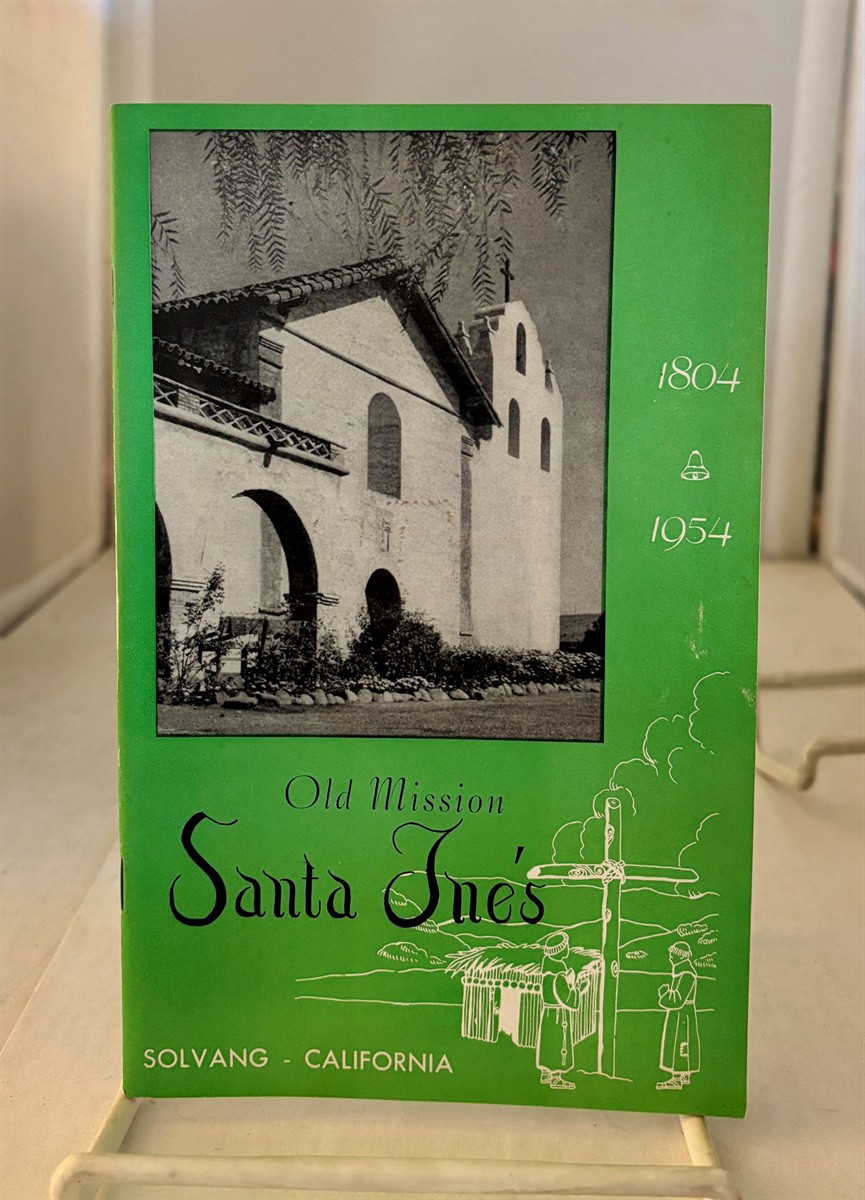 1804
1954
Old Mission
Santa Inés
SOLVANG - CALIFORNIA